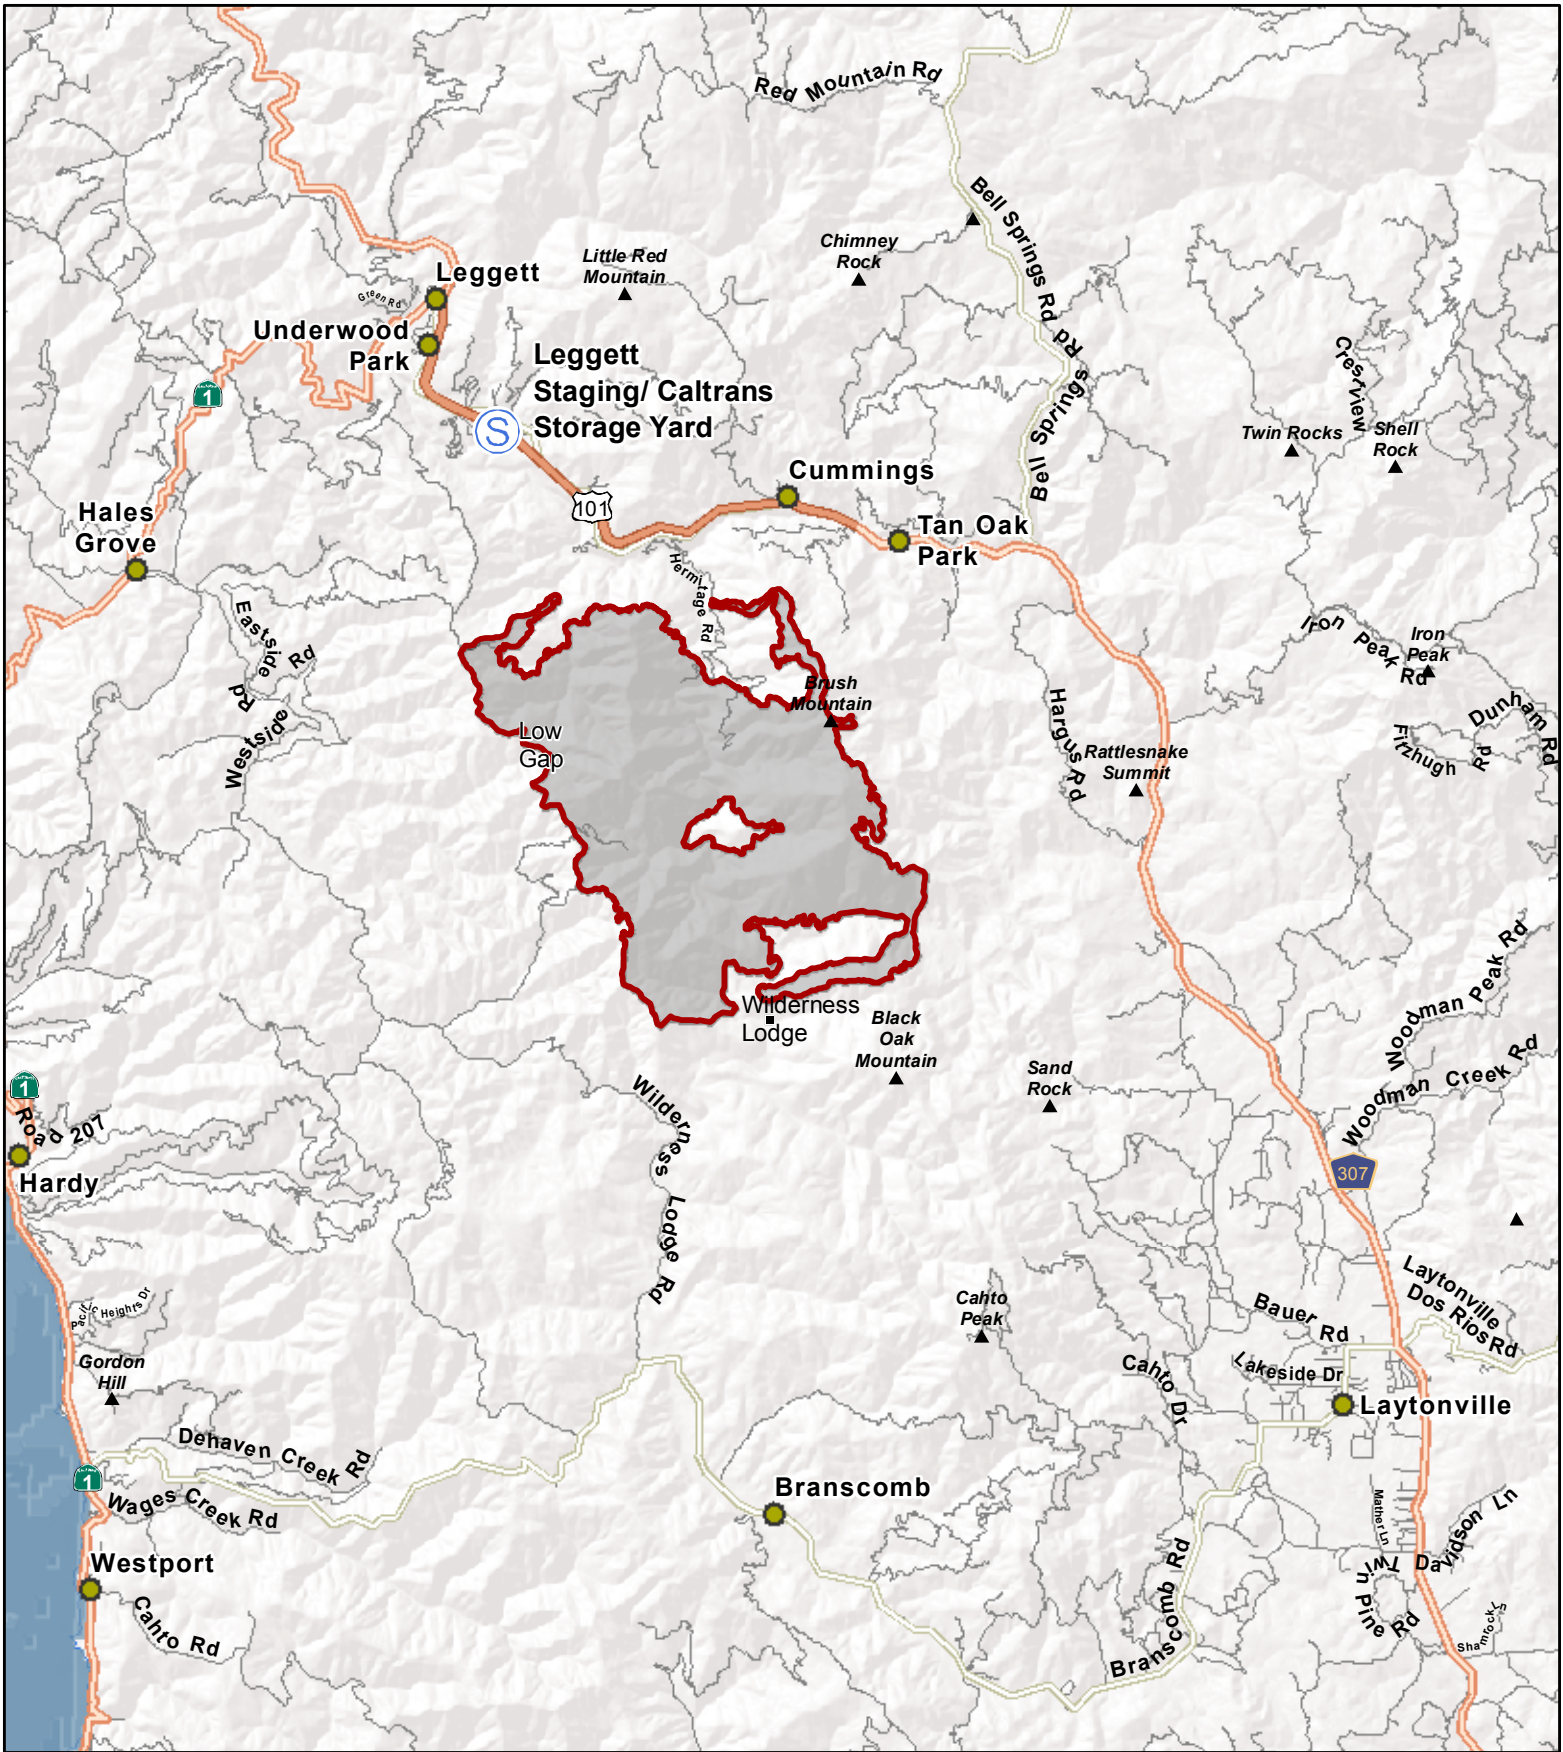 Red Mountain Rd
Bell Springs Rd
Chimney
Rock
Little Red
Mountain
Leggett
Green Rd
Underwood
Park
Leggett
Staging/ Caltrans
Storage Yard
S
1
Bell Springs Rd
Crestview
Twin Rocks
Shell
Rock
Cummings
101
Hales
Grove
Tan Oak
Park
Hermitage Rd
Eastside Rd
Westside Rd
Iron Peak Rd
Iron
Peak
Brush
Mountain
Low
Gap
Hargus Rd
Rattlesnake
Summit
Dunham Rd
Fitzhugh Rd
Woodman Peak Rd
Wilderness
Lodge
Black
Oak
Mountain
Sand
Rock
Woodman Creek Rd
1
Road 207
Hardy
Wilderness Lodge Rd
307
Pacific Heights Dr
Gordon
Hill
Cahto
Peak
Laytonville
Dos Rios Rd
Bauer Rd
Lakeside Dr
Cahto Dr
Laytonville
Dehaven Creek Rd
1
Wages Creek Rd
Branscomb
Mather Ln
Davidson Ln
Twin Pine Rd
Westport
Cahto Rd
Branscomb Rd
Shamrock